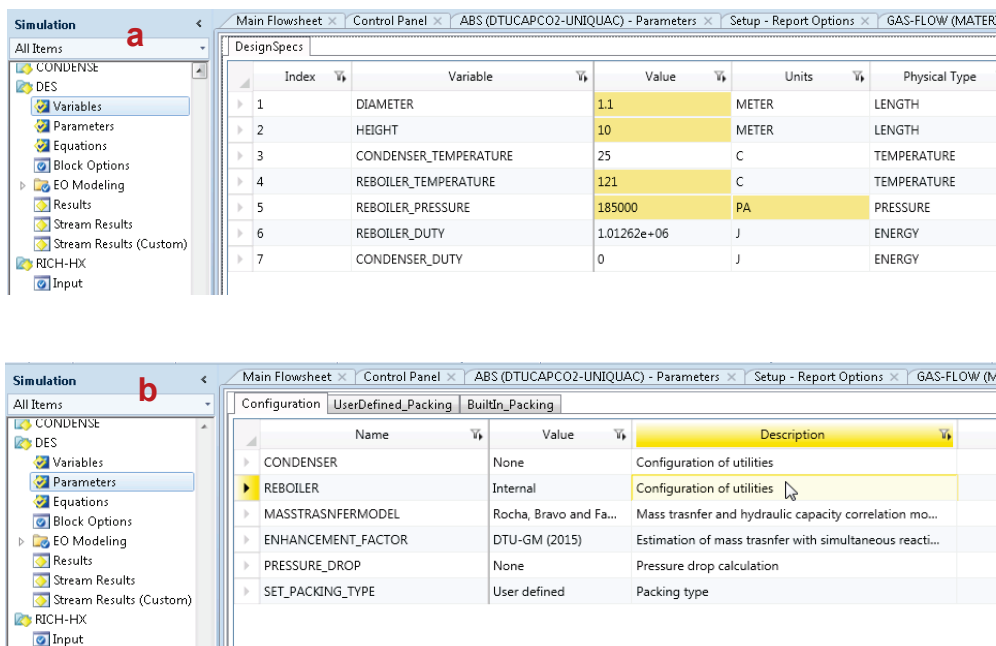 Simulation <
a
All Items
CONDENSE
DES
Variables
Parameters
Equations
Block Options
EO Modeling
Results
Stream Results
Stream Results (Custom)
RICH-HX
Input
Main Flowsheet × Control Panel × ABS (DTUCAPCO2-UNIQUAC) - Parameters × Setup - Report Options × GAS-FLOW (MATERI
DesignSpecs
Index Variable Value Units Physical Type
1 DIAMETER 1.1 METER LENGTH
2 HEIGHT 10 METER LENGTH
3 CONDENSER_TEMPERATURE 25 C TEMPERATURE
4 REBOILER_TEMPERATURE 121 C TEMPERATURE
5 REBOILER_PRESSURE 185000 PA PRESSURE
6 REBOILER_DUTY 1.01262e+06 J ENERGY
7 CONDENSER_DUTY 0 J ENERGY
Simulation <
b
All Items
CONDENSE
DES
Variables
Parameters
Equations
Block Options
EO Modeling
Results
Stream Results
Stream Results (Custom)
RICH-HX
Input
Main Flowsheet × Control Panel × ABS (DTUCAPCO2-UNIQUAC) - Parameters × Setup - Report Options × GAS-FLOW (M
Configuration UserDefined_Packing BuiltIn_Packing
Name Value Description
CONDENSER None Configuration of utilities
REBOILER Internal Configuration of utilities
MASSTRASNFERMODEL Rocha, Bravo and Fa... Mass trasnfer and hydraulic capacity correlation mo...
ENHANCEMENT_FACTOR DTU-GM (2015) Estimation of mass trasnfer with simultaneous reacti...
PRESSURE_DROP None Pressure drop calculation
SET_PACKING_TYPE User defined Packing type